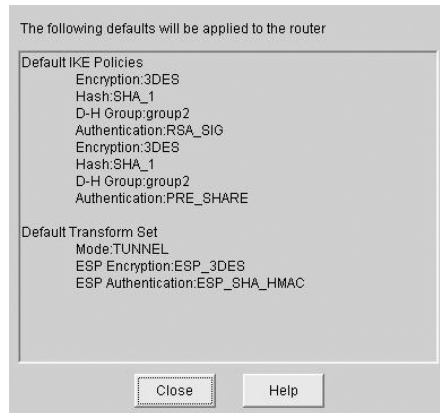 The following defaults will be applied to the router
Default IKE Policies
Encryption:3DES
Hash:SHA_1
D-H Group:group2
Authentication:RSA_SIG
Encryption:3DES
Hash:SHA_1
D-H Group:group2
Authentication:PRE_SHARE
Default Transform Set
Mode:TUNNEL
ESP Encryption:ESP_3DES
ESP Authentication:ESP_SHA_HMAC
Close
Help